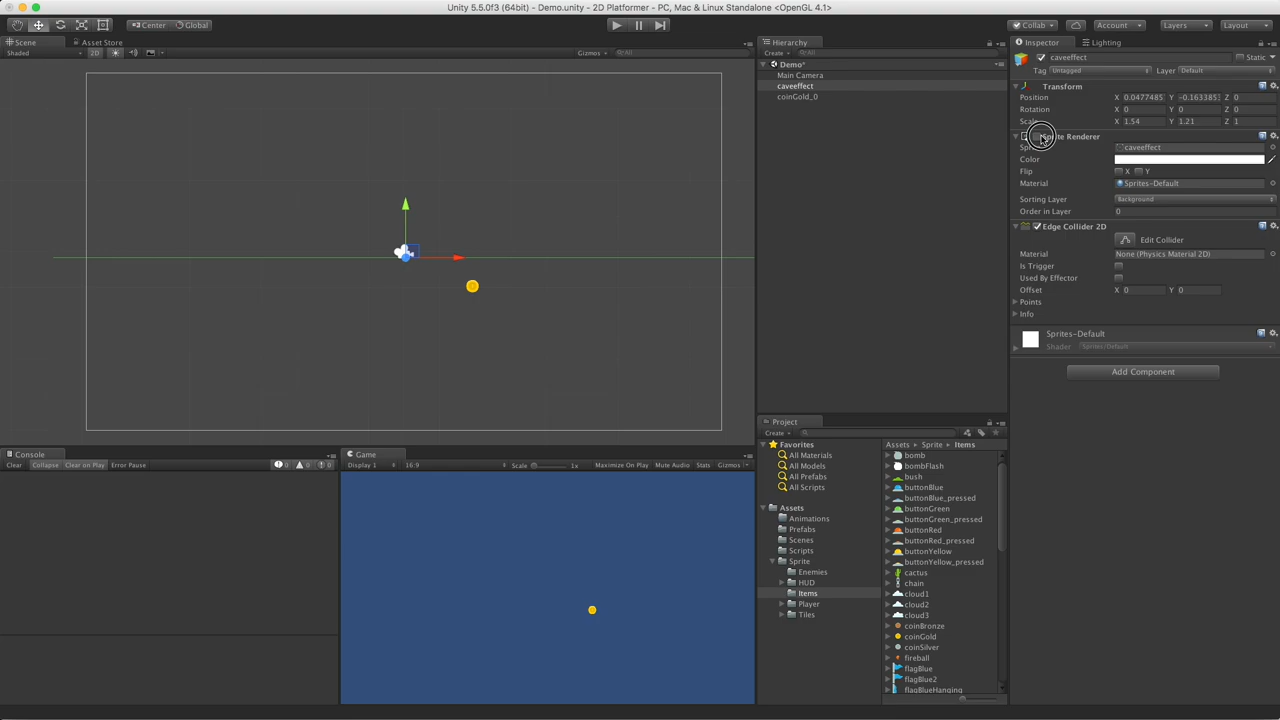 Unity 5.5.0f3 (64bit) - Demo.unity - 2D Platformer - PC, Mac & Linux Standalone <OpenGL 4.1>
Center Global Collab Account Layers Layout
Scene Asset Store
Shaded 2D Gizmos All
Hierarchy
Create All
Demo*
Main Camera
caveeffect
coinGold_0
Inspector Lighting
caveeffect Static
Tag Untagged Layer Default
Transform
Position X 0.0477485 Y -0.163385 Z 0
Rotation X 0 Y 0 Z 0
Scale X 1.54 Y 1.21 Z 1
Sprite Renderer
caveeffect
Color
Flip X Y
Material Sprites-Default
Sorting Layer Background
Order in Layer 0
Edge Collider 2D
Edit Collider
Material None (Physics Material 2D)
Is Trigger
Used By Effector
Offset X 0 Y 0
Points
Info
Sprites-Default
Shader Sprites/Default
Add Component
Console
Clear Collapse Clear on Play Error Pause 0 0 0
Game
Display 1 16:9 Scale 1x Maximize On Play Mute Audio Stats Gizmos
Project
Create
Favorites
All Materials
All Models
All Prefabs
All Scripts
Assets
Animations
Prefabs
Scenes
Scripts
Sprite
Enemies
HUD
Items
Player
Tiles
Assets Sprite Items
bomb
bombFlash
bush
buttonBlue
buttonBlue_pressed
buttonGreen
buttonGreen_pressed
buttonRed
buttonRed_pressed
buttonYellow
buttonYellow_pressed
cactus
chain
cloud1
cloud2
cloud3
coinBronze
coinGold
coinSilver
fireball
flagBlue
flagBlue2
flagBlueHanging